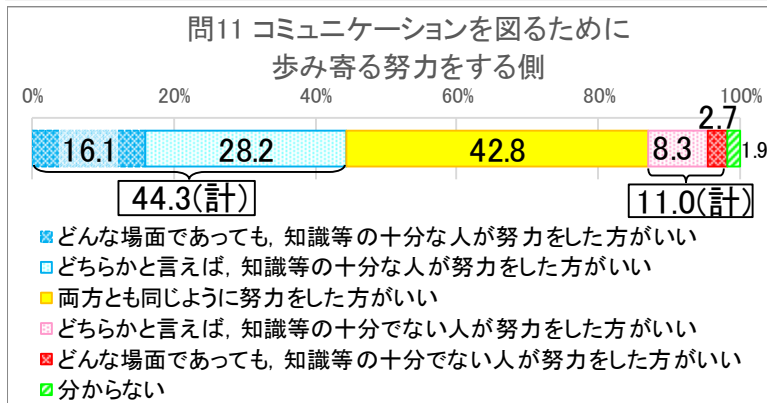 問11 コミュニケーションを図るために
歩み寄る努力をする側
0% 20% 40% 60% 80% 100%
2.7
16.1 28.2 42.8 8.3 1.9
44.3(計) 11.0(計)
どんな場面であっても,知識等の十分な人が努力をした方がいい
どちらかと言えば,知識等の十分な人が努力をした方がいい
両方とも同じように努力をした方がいい
どちらかと言えば,知識等の十分でない人が努力をした方がいい
どんな場面であっても,知識等の十分でない人が努力をした方がいい
分からない